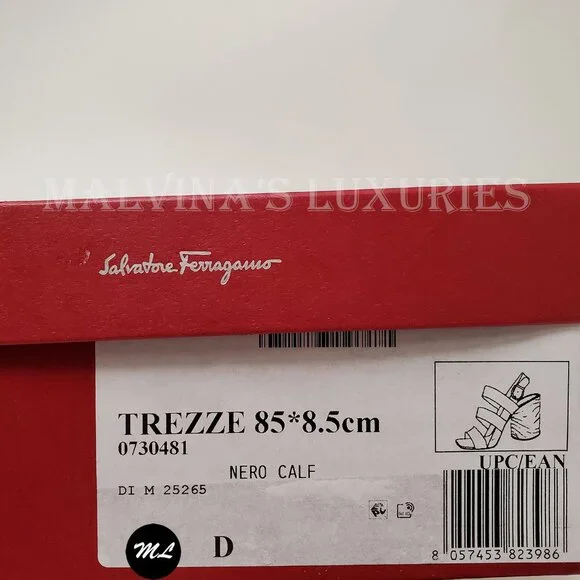 MALVINA'S LUXURIES
Salvatore Ferragamo
TREZZE 85*8.5cm
0730481
NERO CALF
UPC/EAN
DI M 25265
ML
D
8 057453 823986